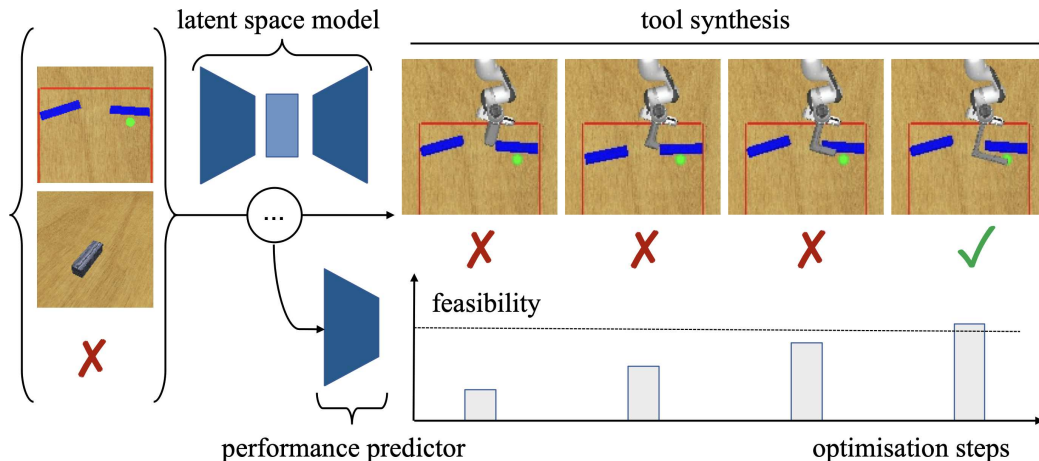 latent space model
tool synthesis
...
feasibility
performance predictor
optimisation steps